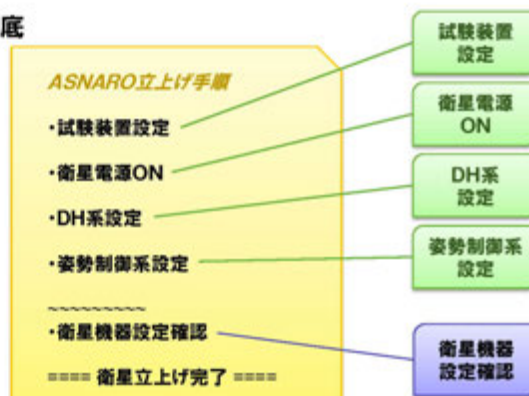 底
ASNARO立上げ手順
・試験装置設定
・衛星電源ON
・DH系設定
・姿勢制御系設定
~~~~~~~~~
・衛星機器設定確認
==== 衛星立上げ完了 ====
試験装置
設定
衛星電源
ON
DH系
設定
姿勢制御系
設定
衛星機器
設定確認